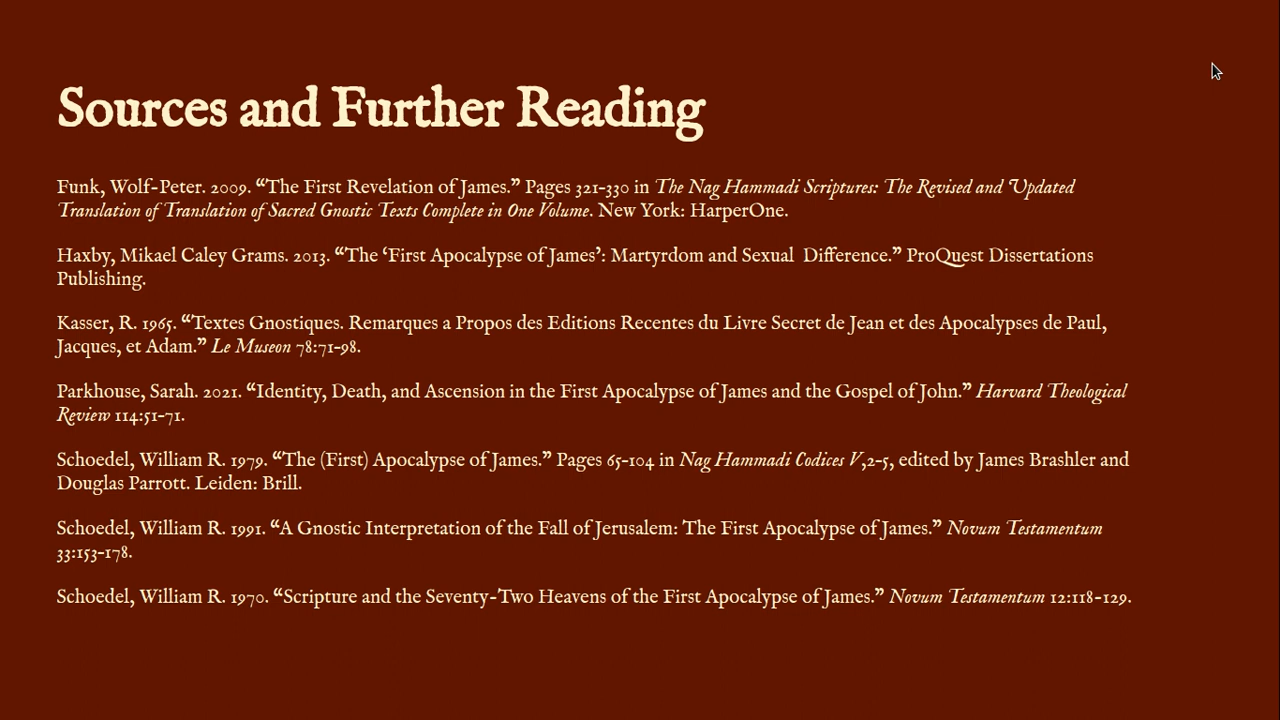 Sources and Further Reading
Funk, Wolf-Peter. 2009. “The First Revelation of James.” Pages 321-330 in The Nag Hammadi Scriptures: The Revised and Updated
Translation of Translation of Sacred Gnostic Texts Complete in One Volume. New York: HarperOne.
Haxby, Mikael Caley Grams. 2013. “The ‘First Apocalypse of James’: Martyrdom and Sexual  Difference.” ProQuest Dissertations
Publishing.
Kasser, R. 1965. “Textes Gnostiques. Remarques a Propos des Editions Recentes du Livre Secret de Jean et des Apocalypses de Paul,
Jacques, et Adam.” Le Museon 78:71-98.
Parkhouse, Sarah. 2021. “Identity, Death, and Ascension in the First Apocalypse of James and the Gospel of John.” Harvard Theological
Review 114:51-71.
Schoedel, William R. 1979. “The (First) Apocalypse of James.” Pages 65-104 in Nag Hammadi Codices V,2-5, edited by James Brashler and
Douglas Parrott. Leiden: Brill.
Schoedel, William R. 1991. “A Gnostic Interpretation of the Fall of Jerusalem: The First Apocalypse of James.” Novum Testamentum
33:153-178.
Schoedel, William R. 1970. “Scripture and the Seventy-Two Heavens of the First Apocalypse of James.” Novum Testamentum 12:118-129.